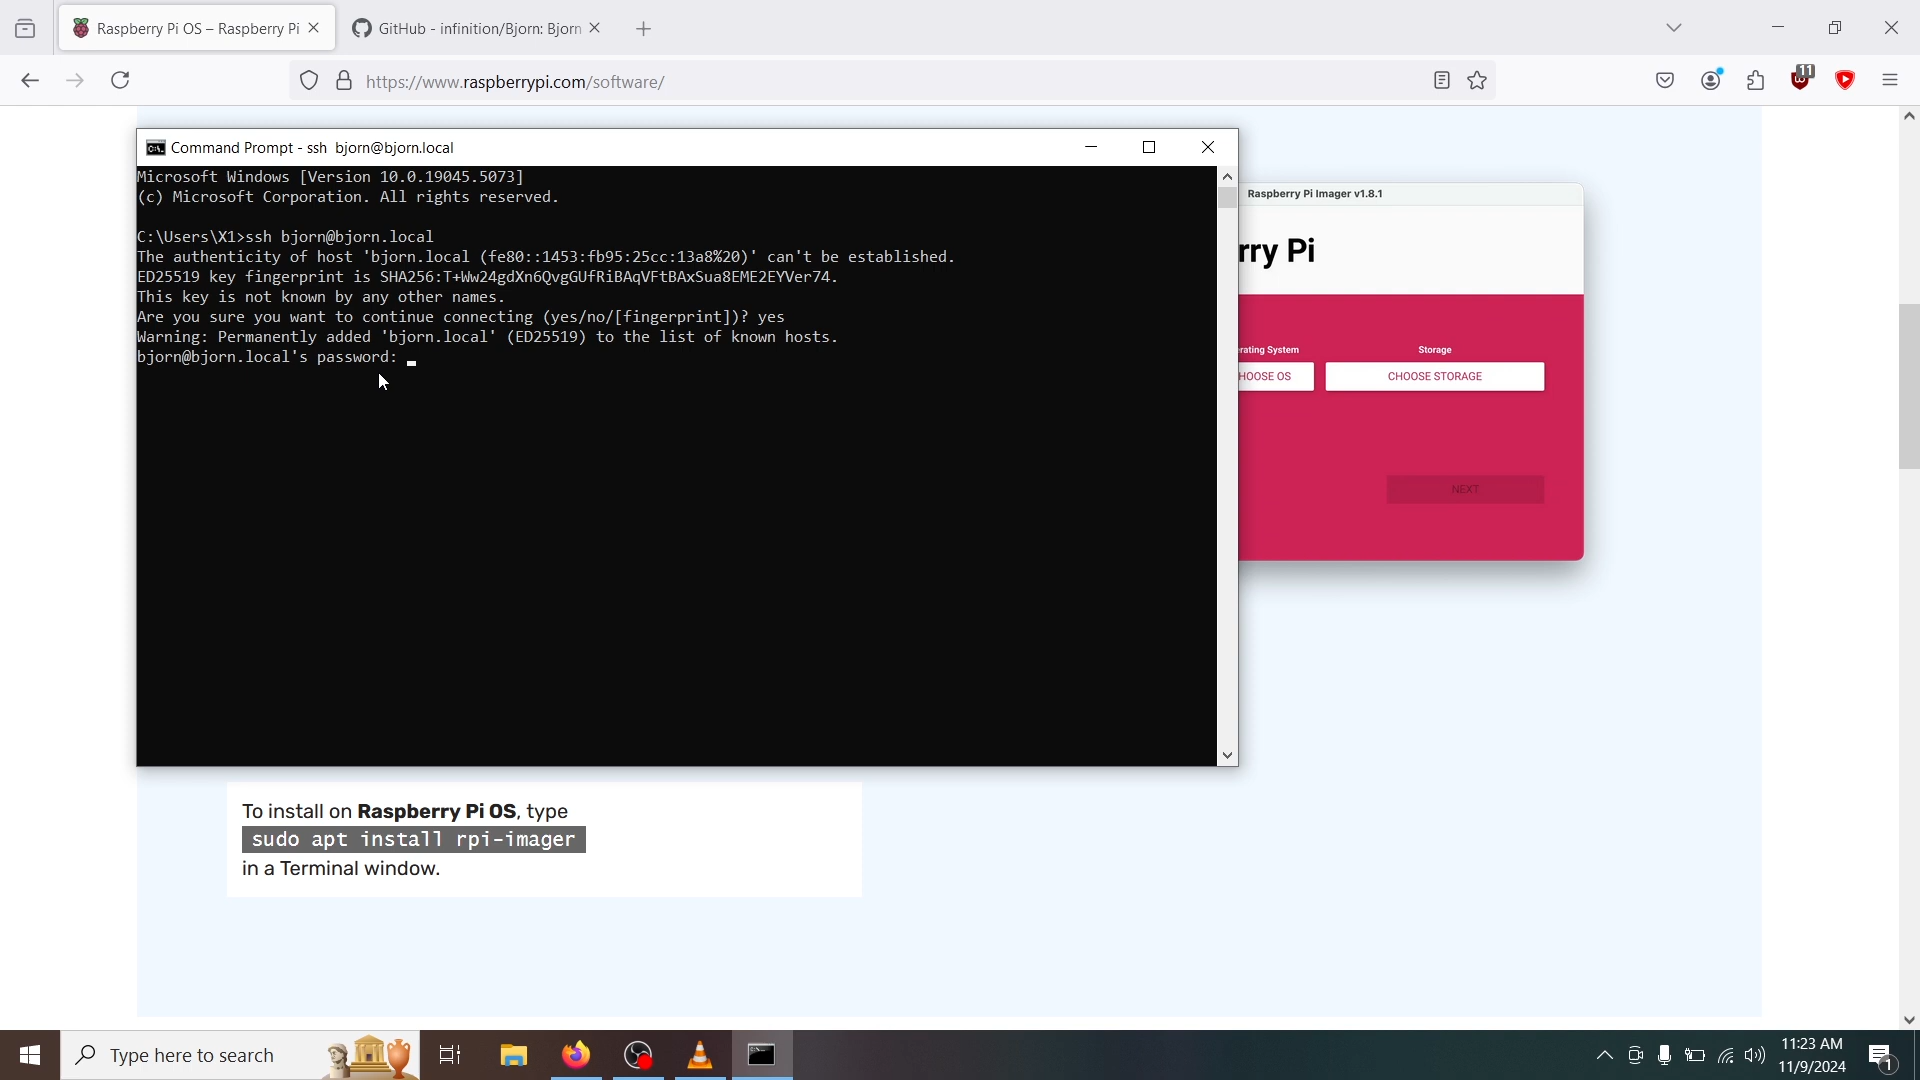 Raspberry Pi OS – Raspberry Pi
GitHub - infinition/Bjorn: Bjorn
https://www.raspberrypi.com/software/
11
Command Prompt - ssh  bjorn@bjorn.local
Microsoft Windows [Version 10.0.19045.5073]
(c) Microsoft Corporation. All rights reserved.
C:\Users\X1>ssh bjorn@bjorn.local
The authenticity of host 'bjorn.local (fe80::1453:fb95:25cc:13a8%20)' can't be established.
ED25519 key fingerprint is SHA256:T+Ww24gdXn6QvgGUfRiBAqVFtBAxSua8EME2EYVer74.
This key is not known by any other names.
Are you sure you want to continue connecting (yes/no/[fingerprint])? yes
Warning: Permanently added 'bjorn.local' (ED25519) to the list of known hosts.
bjorn@bjorn.local's password:
Raspberry Pi Imager v1.8.1
rry Pi
erating System
Storage
HOOSE OS
CHOOSE STORAGE
NEXT
To install on Raspberry Pi OS, type
sudo apt install rpi-imager
in a Terminal window.
Type here to search
11:23 AM
11/9/2024
1